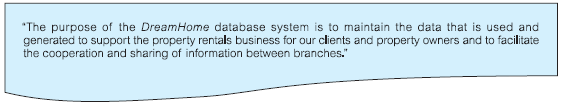 "The purpose of the DreamHome database system is to maintain the data that is used and
generated to support the property rentals business for our clients and property owners and to facilitate
the cooperation and sharing of information between branches."